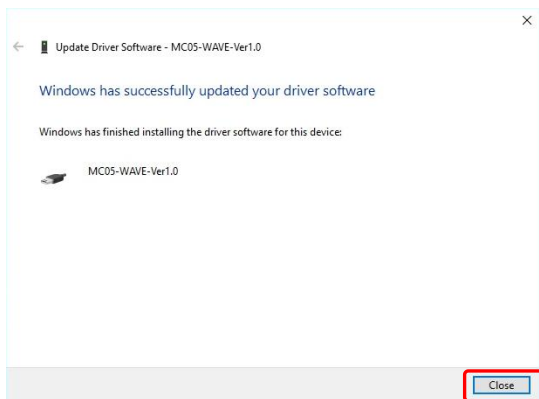 Update Driver Software - MC05-WAVE-Ver1.0
Windows has successfully updated your driver software
Windows has finished installing the driver software for this device:
MC05-WAVE-Ver1.0
Close